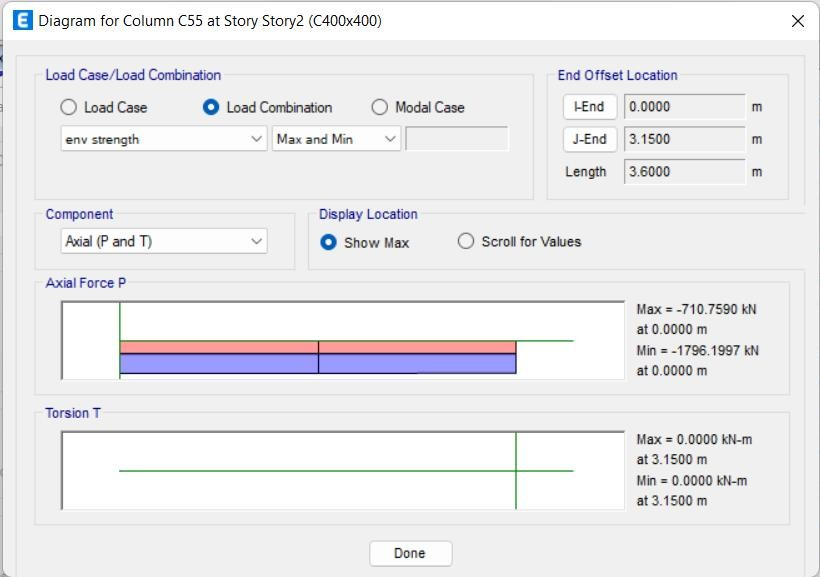 E Diagram for Column C55 at Story Story2 (C400x400)
Load Case/Load Combination
Load Case
Load Combination
Modal Case
env strength
Max and Min
End Offset Location
I-End 0.0000 m
J-End 3.1500 m
Length 3.6000 m
Component
Axial (P and T)
Display Location
Show Max
Scroll for Values
Axial Force P
Max = -710.7590 kN
at 0.0000 m
Min = -1796.1997 kN
at 0.0000 m
Torsion T
Max = 0.0000 kN-m
at 3.1500 m
Min = 0.0000 kN-m
at 3.1500 m
Done